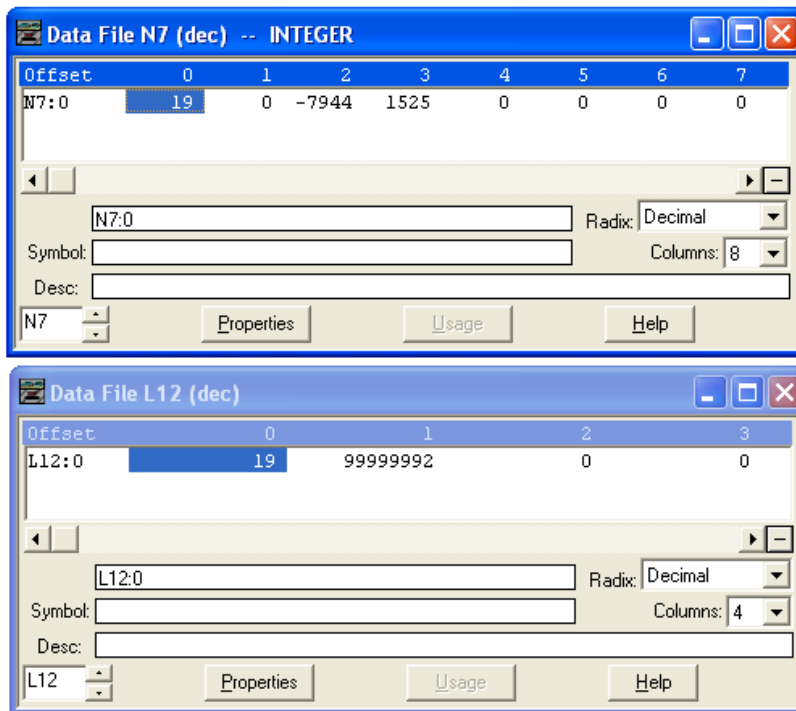 Data File N7 (dec) -- INTEGER
Offset 0 1 2 3 4 5 6 7
N7:0 19 0 -7944 1525 0 0 0 0
N7:0 Radix: Decimal
Symbol: Columns: 8
Desc:
N7 Properties Usage Help
Data File L12 (dec)
Offset 0 1 2 3
L12:0 19 99999992 0 0
L12:0 Radix: Decimal
Symbol: Columns: 4
Desc:
L12 Properties Usage Help